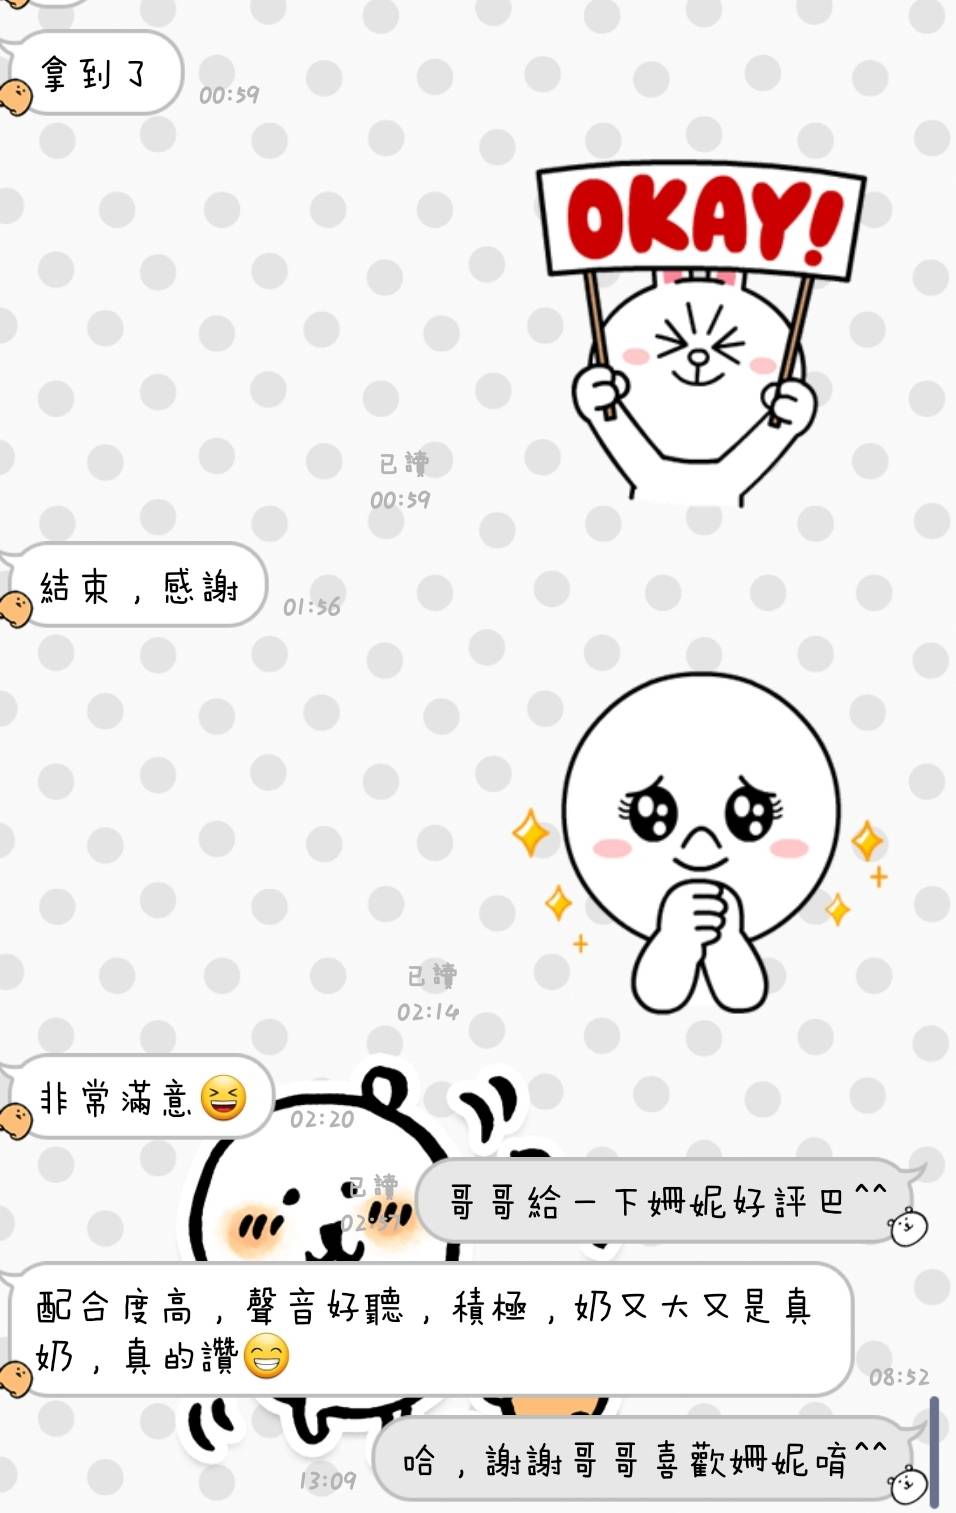 拿到了
00:59
OKAY!
已讀
00:59
結束，感謝
01:56
已讀
02:14
非常滿意😆
02:20
哥哥給一下姍妮好評巴^^
已讀
02:57
配合度高，聲音好聽，積極，奶又大又是真
奶，真的讚😁
08:52
哈，謝謝哥哥喜歡姍妮唷^^
13:09